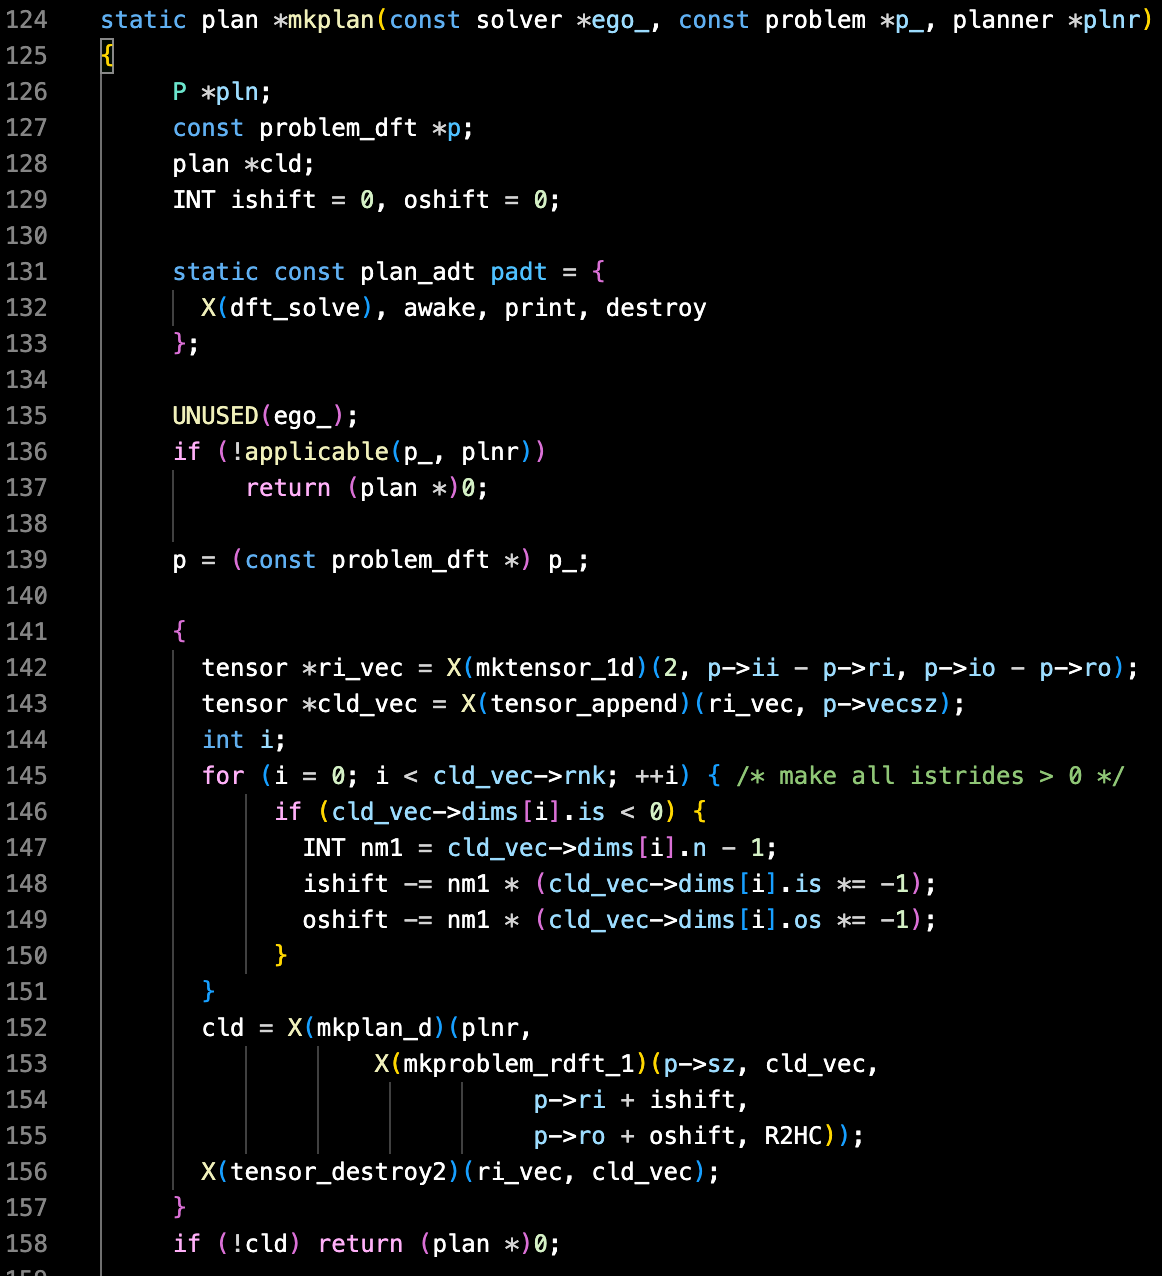 124 static plan *mkplan(const solver *ego_, const problem *p_, planner *plnr)
125 {
126 P *pln;
127 const problem_dft *p;
128 plan *cld;
129 INT ishift = 0, oshift = 0;
130
131 static const plan_adt padt = {
132 X(dft_solve), awake, print, destroy
133 };
134
135 UNUSED(ego_);
136 if (!applicable(p_, plnr))
137 return (plan *)0;
138
139 p = (const problem_dft *) p_;
140
141 {
142 tensor *ri_vec = X(mktensor_1d)(2, p->ii - p->ri, p->io - p->ro);
143 tensor *cld_vec = X(tensor_append)(ri_vec, p->vecsz);
144 int i;
145 for (i = 0; i < cld_vec->rnk; ++i) { /* make all istrides > 0 */
146 if (cld_vec->dims[i].is < 0) {
147 INT nm1 = cld_vec->dims[i].n - 1;
148 ishift -= nm1 * (cld_vec->dims[i].is *= -1);
149 oshift -= nm1 * (cld_vec->dims[i].os *= -1);
150 }
151 }
152 cld = X(mkplan_d)(plnr,
153 X(mkproblem_rdft_1)(p->sz, cld_vec,
154 p->ri + ishift,
155 p->ro + oshift, R2HC));
156 X(tensor_destroy2)(ri_vec, cld_vec);
157 }
158 if (!cld) return (plan *)0;